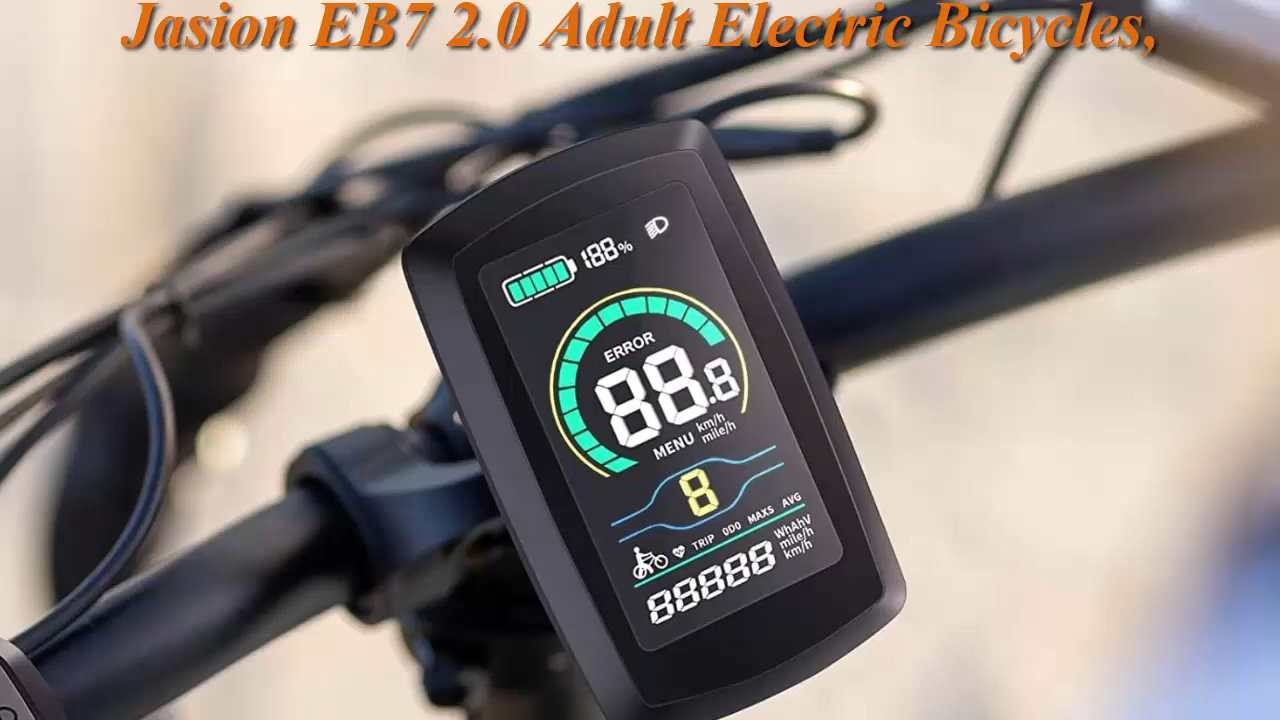 Jasion EB7 2.0 Adult Electric Bicycles,
188%
ERROR
88.8
MENU km/h
mile/h
8
TRIP ODO MAXS AVG
WhAhV
mile/h
km/h
88888